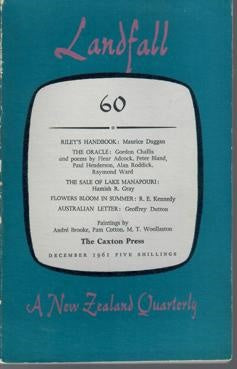 Landfall
60
RILEY'S HANDBOOK: Maurice Duggan
THE ORACLE: Gordon Challis
and poems by Fleur Adcock, Peter Bland,
Paul Henderson, Alan Roddick,
Raymond Ward
THE SALE OF LAKE MANAPOURI:
Hamish R. Gray
FLOWERS BLOOM IN SUMMER: R. E. Kennedy
AUSTRALIAN LETTER: Geoffrey Dutton
Paintings by
André Brooke, Pam Cotton, M. T. Woollaston
The Caxton Press
DECEMBER 1961 FIVE SHILLINGS
A New Zealand Quarterly